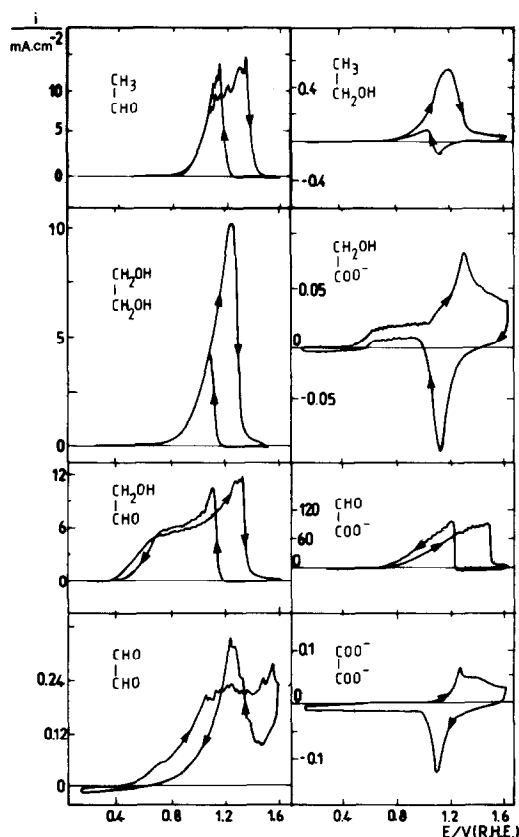 i
mA.cm-2
CH3
CHO
10
5
0
CH3
CH2OH
0.4
-0.4
10
5
0
CH2OH
CH2OH
CH2OH
COO-
0.05
0
-0.05
12
6
0
CH2OH
CHO
CHO
COO-
120
60
0
0.24
0.12
0
CHO
CHO
COO-
COO-
0.1
0
-0.1
0.4 0.8 1.2 1.6
0.4 0.8 1.2 1.6
E/V(R.H.E.)